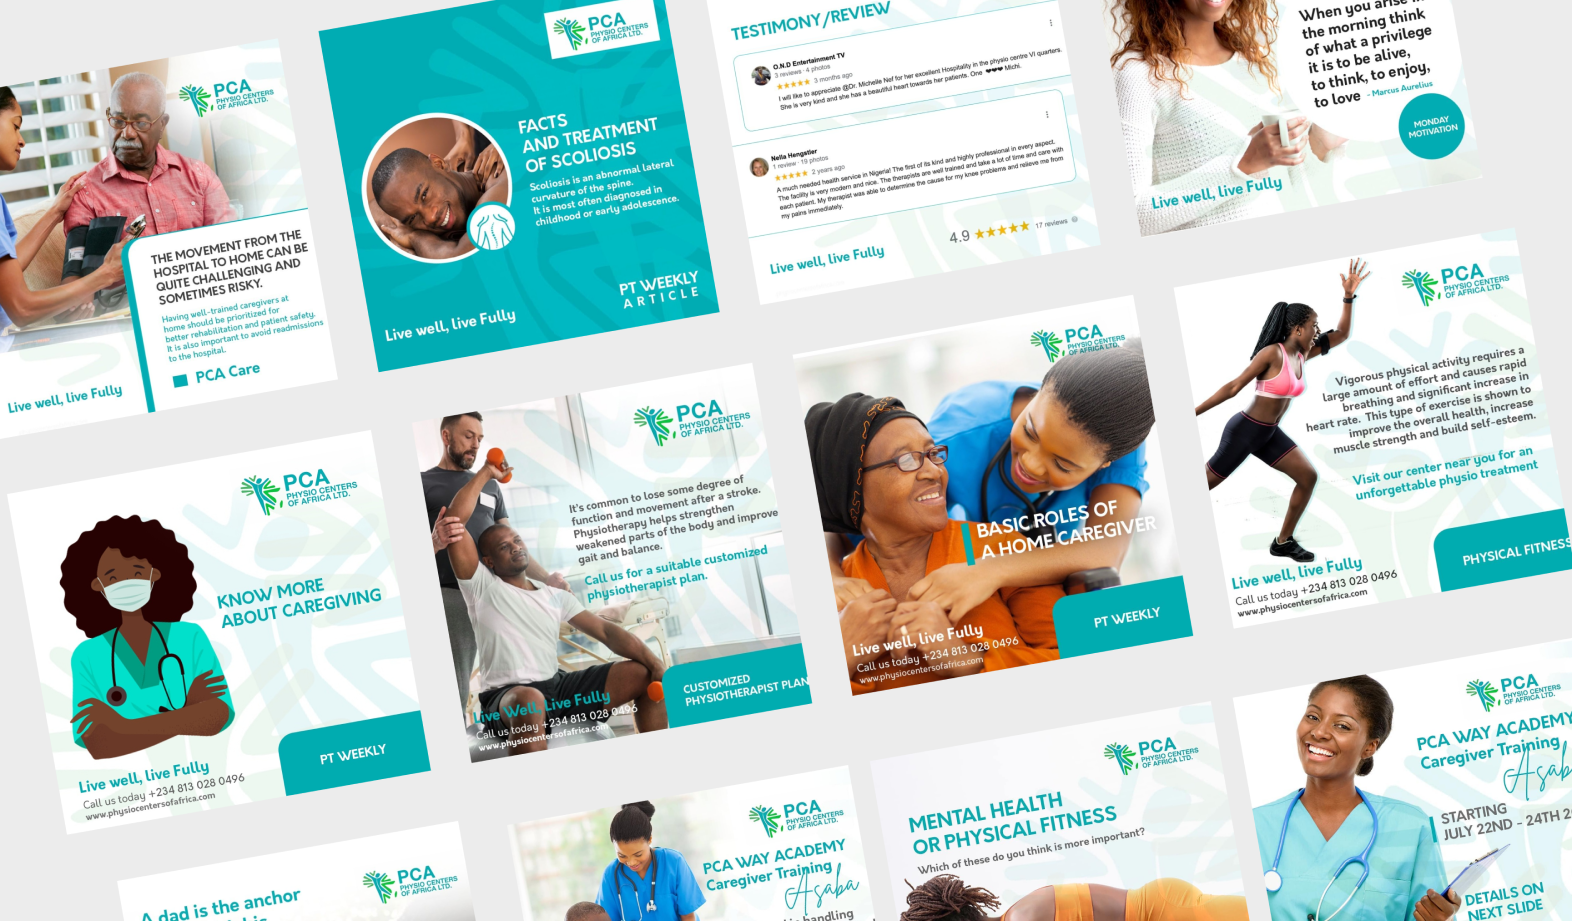 PCA
PHYSIO CENTERS
OF AFRICA LTD.
THE MOVEMENT FROM THE
HOSPITAL TO HOME CAN BE
QUITE CHALLENGING AND
SOMETIMES RISKY.
Having well-trained caregivers at
home should be prioritized for
better rehabilitation and patient safety.
It is also important to avoid readmissions
to the hospital.
PCA Care
Live well, live Fully
PCA
PHYSIO CENTERS
OF AFRICA LTD.
FACTS
AND TREATMENT
OF SCOLIOSIS
Scoliosis is an abnormal lateral
curvature of the spine.
It is most often diagnosed in
childhood or early adolescence.
PT WEEKLY
ARTICLE
Live well, live Fully
TESTIMONY/REVIEW
O.N.D Entertainment TV
3 reviews · 4 photos
3 months ago
I will like to appreciate @Dr. Michelle Nef for her excellent Hospitality in the physio centre VI quarters.
She is very kind and she has a beautiful heart towards her patients. One ❤❤❤ Michi.
Nella Hengstler
1 review · 19 photos
2 years ago
A much needed health service in Nigeria! The first of its kind and highly professional in every aspect.
The facility is very modern and nice. The therapists are well trained and take a lot of time and care with
each patient. My therapist was able to determine the cause for my knee problems and relieve me from
my pains immediately.
4.9
17 reviews
Live well, live Fully
When you arise in
the morning think
of what a privilege
it is to be alive,
to think, to enjoy,
to love - Marcus Aurelius
MONDAY
MOTIVATION
Live well, live Fully
PCA
PHYSIO CENTERS
OF AFRICA LTD.
KNOW MORE
ABOUT CAREGIVING
PT WEEKLY
Live well, live Fully
Call us today +234 813 028 0496
www.physiocentersofafrica.com
PCA
PHYSIO CENTERS
OF AFRICA LTD.
It's common to lose some degree of
function and movement after a stroke.
Physiotherapy helps strengthen
weakened parts of the body and improve
gait and balance.
Call us for a suitable customized
physiotherapist plan.
CUSTOMIZED
PHYSIOTHERAPIST PLAN
Live Well, live Fully
Call us today +234 813 028 0496
www.physiocentersofafrica.com
PCA
PHYSIO CENTERS
OF AFRICA LTD.
BASIC ROLES OF
A HOME CAREGIVER
PT WEEKLY
Live well, live Fully
Call us today +234 813 028 0496
www.physiocentersofafrica.com
PCA
PHYSIO CENTERS
OF AFRICA LTD.
Vigorous physical activity requires a
large amount of effort and causes rapid
breathing and significant increase in
heart rate. This type of exercise is shown to
improve the overall health, increase
muscle strength and build self-esteem.
Visit our center near you for an
unforgettable physio treatment
PHYSICAL FITNESS
Live well, live Fully
Call us today +234 813 028 0496
www.physiocentersofafrica.com
PCA
PHYSIO CENTERS
OF AFRICA LTD.
A dad is the anchor
PCA
PHYSIO CENTERS
OF AFRICA LTD.
PCA WAY ACADEMY
Caregiver Training
Asaba
handling
PCA
PHYSIO CENTERS
OF AFRICA LTD.
MENTAL HEALTH
OR PHYSICAL FITNESS
Which of these do you think is more important?
PCA
PHYSIO CENTERS
OF AFRICA LTD.
PCA WAY ACADEMY
Caregiver Training
Asab
STARTING
JULY 22ND - 24TH
DETAILS ON
NEXT SLIDE